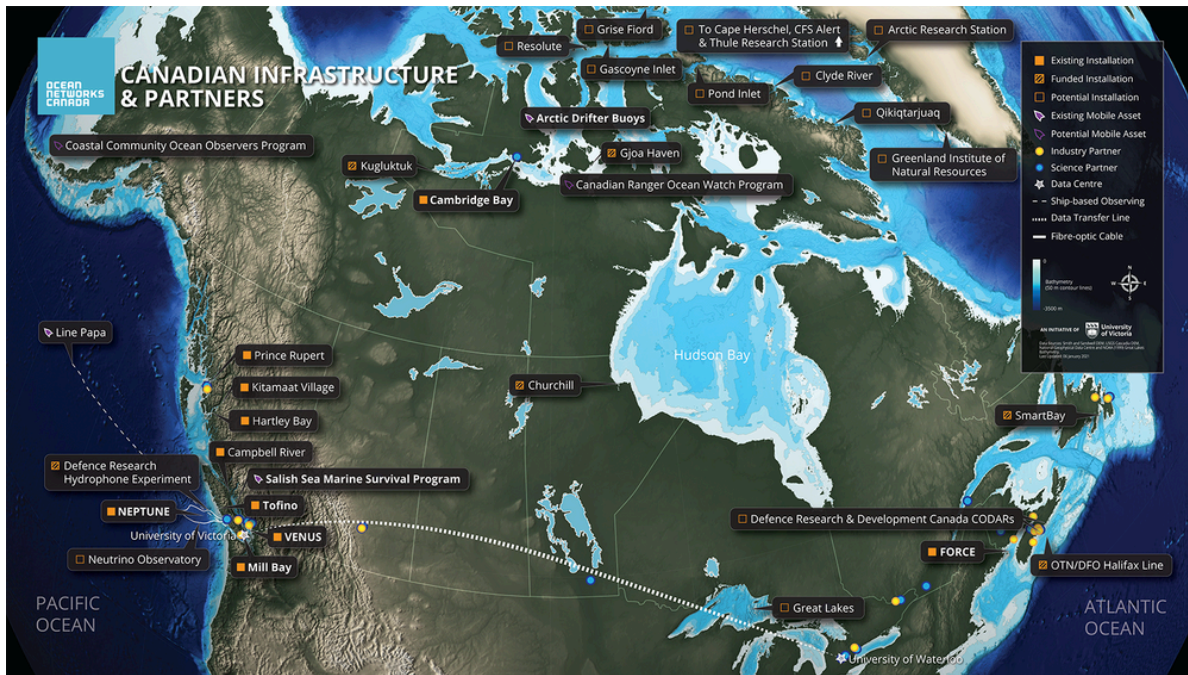 OCEAN
NETWORKS
CANADA
CANADIAN INFRASTRUCTURE
& PARTNERS
Coastal Community Ocean Observers Program
Resolute
Grise Fiord
To Cape Herschel, CFS Alert
& Thule Research Station
Arctic Research Station
Gascoyne Inlet
Pond Inlet
Clyde River
Qikiqtarjuaq
Greenland Institute of
Natural Resources
Arctic Drifter Buoys
Kugluktuk
Gjoa Haven
Cambridge Bay
Canadian Ranger Ocean Watch Program
Existing Installation
Funded Installation
Potential Installation
Existing Mobile Asset
Potential Mobile Asset
Industry Partner
Science Partner
Data Centre
Ship-based Observing
Data Transfer Line
Fibre-optic Cable
0
Bathymetry
(50 m contour lines)
-3500 m
N
W
E
S
AN INITIATIVE OF
University
of Victoria
Line Papa
Prince Rupert
Kitamaat Village
Hartley Bay
Campbell River
Hudson Bay
Churchill
SmartBay
Defence Research
Hydrophone Experiment
Salish Sea Marine Survival Program
NEPTUNE
Tofino
University of Victoria
VENUS
Neutrino Observatory
Mill Bay
Defence Research & Development Canada CODARs
FORCE
OTN/DFO Halifax Line
Great Lakes
University of Waterloo
PACIFIC
OCEAN
ATLANTIC
OCEAN